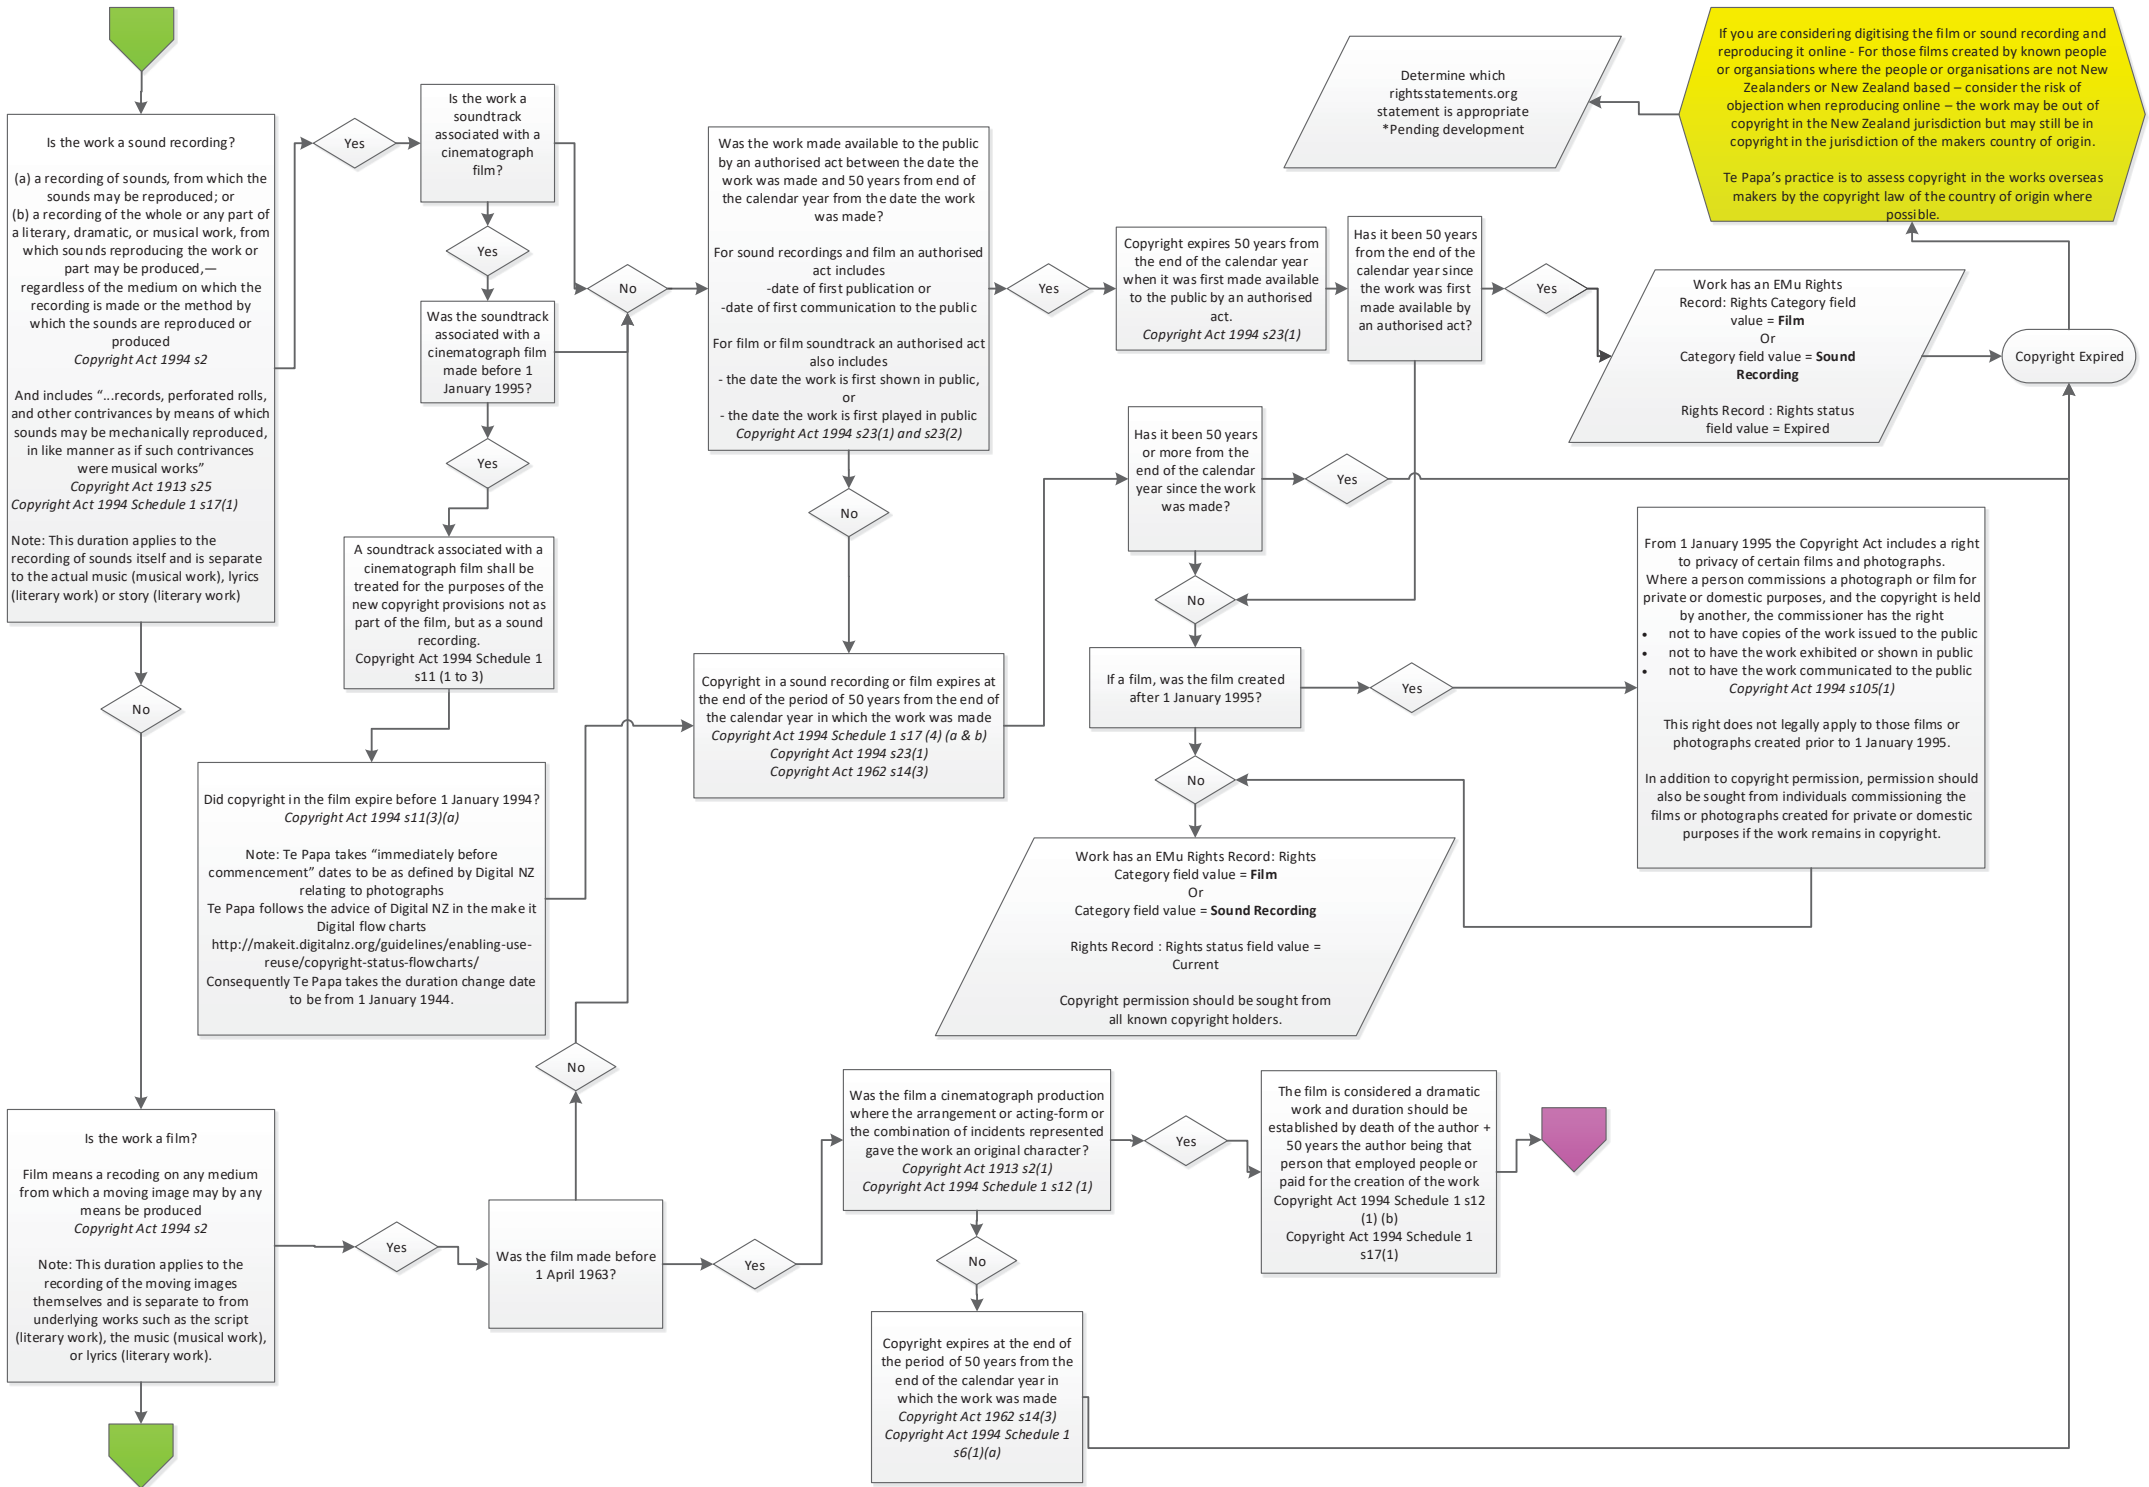 Is the work a sound recording?
(a) a recording of sounds, from which the
sounds may be reproduced; or
(b) a recording of the whole or any part of
a literary, dramatic, or musical work, from
which sounds reproducing the work or
part may be produced,—
regardless of the medium on which the
recording is made or the method by
which the sounds are reproduced or
produced
Copyright Act 1994 s2
And includes “...records, perforated rolls,
and other contrivances by means of which
sounds may be mechanically reproduced,
in like manner as if such contrivances
were musical works”
Copyright Act 1913 s25
Copyright Act 1994 Schedule 1 s17(1)
Note: This duration applies to the
recording of sounds itself and is separate
to the actual music (musical work), lyrics
(literary work) or story (literary work)
Yes
No
Is the work a
soundtrack
associated with a
cinematograph
film?
Yes
No
Was the soundtrack
associated with a
cinematograph film
made before 1
January 1995?
Yes
A soundtrack associated with a
cinematograph film shall be
treated for the purposes of the
new copyright provisions not as
part of the film, but as a sound
recording.
Copyright Act 1994 Schedule 1
s11 (1 to 3)
Did copyright in the film expire before 1 January 1994?
Copyright Act 1994 s11(3)(a)
Note: Te Papa takes “immediately before
commencement” dates to be as defined by Digital NZ
relating to photographs
Te Papa follows the advice of Digital NZ in the make it
Digital flow charts
http://makeit.digitalnz.org/guidelines/enabling-use-
reuse/copyright-status-flowcharts/
Consequently Te Papa takes the duration change date
to be from 1 January 1944.
Was the work made available to the public
by an authorised act between the date the
work was made and 50 years from end of
the calendar year from the date the work
was made?
For sound recordings and film an authorised
act includes
-date of first publication or
-date of first communication to the public
For film or film soundtrack an authorised act
also includes
- the date the work is first shown in public,
or
- the date the work is first played in public
Copyright Act 1994 s23(1) and s23(2)
Yes
No
Copyright in a sound recording or film expires at
the end of the period of 50 years from the end of
the calendar year in which the work was made
Copyright Act 1994 Schedule 1 s17 (4) (a & b)
Copyright Act 1994 s23(1)
Copyright Act 1962 s14(3)
Copyright expires 50 years from
the end of the calendar year
when it was first made available
to the public by an authorised
act.
Copyright Act 1994 s23(1)
Has it been 50 years
from the end of the
calendar year since
the work was first
made available by
an authorised act?
Yes
Work has an EMu Rights
Record: Rights Category field
value = Film
Or
Category field value = Sound
Recording
Rights Record : Rights status
field value = Expired
Copyright Expired
If you are considering digitising the film or sound recording and
reproducing it online - For those films created by known people
or organsiations where the people or organisations are not New
Zealanders or New Zealand based – consider the risk of
objection when reproducing online – the work may be out of
copyright in the New Zealand jurisdiction but may still be in
copyright in the jurisdiction of the makers country of origin.
Te Papa’s practice is to assess copyright in the works overseas
makers by the copyright law of the country of origin where
possible.
Determine which
rightsstatements.org
statement is appropriate
*Pending development
Has it been 50 years
or more from the
end of the calendar
year since the work
was made?
Yes
No
If a film, was the film created
after 1 January 1995?
Yes
No
From 1 January 1995 the Copyright Act includes a right
to privacy of certain films and photographs.
Where a person commissions a photograph or film for
private or domestic purposes, and the copyright is held
by another, the commissioner has the right
• not to have copies of the work issued to the public
• not to have the work exhibited or shown in public
• not to have the work communicated to the public
Copyright Act 1994 s105(1)
This right does not legally apply to those films or
photographs created prior to 1 January 1995.
In addition to copyright permission, permission should
also be sought from individuals commissioning the
films or photographs created for private or domestic
purposes if the work remains in copyright.
Work has an EMu Rights Record: Rights
Category field value = Film
Or
Category field value = Sound Recording
Rights Record : Rights status field value =
Current
Copyright permission should be sought from
all known copyright holders.
Is the work a film?
Film means a recoding on any medium
from which a moving image may by any
means be produced
Copyright Act 1994 s2
Note: This duration applies to the
recording of the moving images
themselves and is separate to from
underlying works such as the script
(literary work), the music (musical work),
or lyrics (literary work).
Yes
Was the film made before
1 April 1963?
No
Yes
Was the film a cinematograph production
where the arrangement or acting-form or
the combination of incidents represented
gave the work an original character?
Copyright Act 1913 s2(1)
Copyright Act 1994 Schedule 1 s12 (1)
Yes
The film is considered a dramatic
work and duration should be
established by death of the author +
50 years the author being that
person that employed people or
paid for the creation of the work
Copyright Act 1994 Schedule 1 s12
(1) (b)
Copyright Act 1994 Schedule 1
s17(1)
No
Copyright expires at the end of
the period of 50 years from the
end of the calendar year in
which the work was made
Copyright Act 1962 s14(3)
Copyright Act 1994 Schedule 1
s6(1)(a)